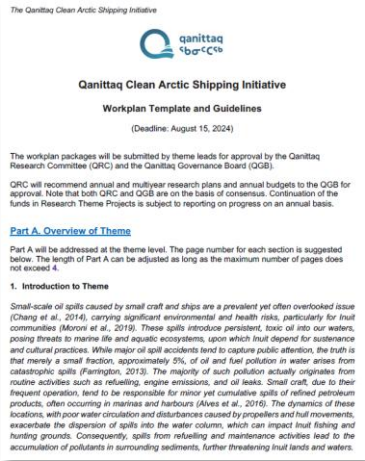 The Qanittaq Clean Arctic Shipping Initiative
qanittaq
ᖃᓂᑦᑕᖅ
Qanittaq Clean Arctic Shipping Initiative
Workplan Template and Guidelines
(Deadline: August 15, 2024)
The workplan packages will be submitted by theme leads for approval by the Qanittaq
Research Committee (QRC) and the Qanittaq Governance Board (QGB).
QRC will recommend annual and multiyear research plans and annual budgets to the QGB for
approval. Note that both QRC and QGB are on the basis of consensus. Continuation of the
funds in Research Theme Projects is subject to reporting on progress on an annual basis.
Part A. Overview of Theme
Part A will be addressed at the theme level. The page number for each section is suggested
below. The length of Part A can be adjusted as long as the maximum number of pages does
not exceed 4.
1. Introduction to Theme
Small-scale oil spills caused by small craft and ships are a prevalent yet often overlooked issue
(Chang et al., 2014), carrying significant environmental and health risks, particularly for Inuit
communities (Moroni et al., 2019). These spills introduce persistent, toxic oil into our waters,
posing threats to marine life and aquatic ecosystems, upon which Inuit depend for sustenance
and cultural practices. While major oil spill accidents tend to capture public attention, the truth is
that merely a small fraction, approximately 5%, of oil and fuel pollution in water arises from
catastrophic spills (Farrington, 2013). The majority of such pollution actually originates from
routine activities such as refuelling, engine emissions, and oil leaks. Small craft, due to their
frequent operation, tend to be responsible for minor yet cumulative spills of refined petroleum
products, often occurring in marinas and harbours (Alves et al., 2016). The dynamics of these
locations, with poor water circulation and disturbances caused by propellers and hull movements,
exacerbate the dispersion of spills into the water column, which can impact Inuit fishing and
hunting grounds. Consequently, spills from refuelling and maintenance activities lead to the
accumulation of pollutants in surrounding sediments, further threatening Inuit lands and waters.